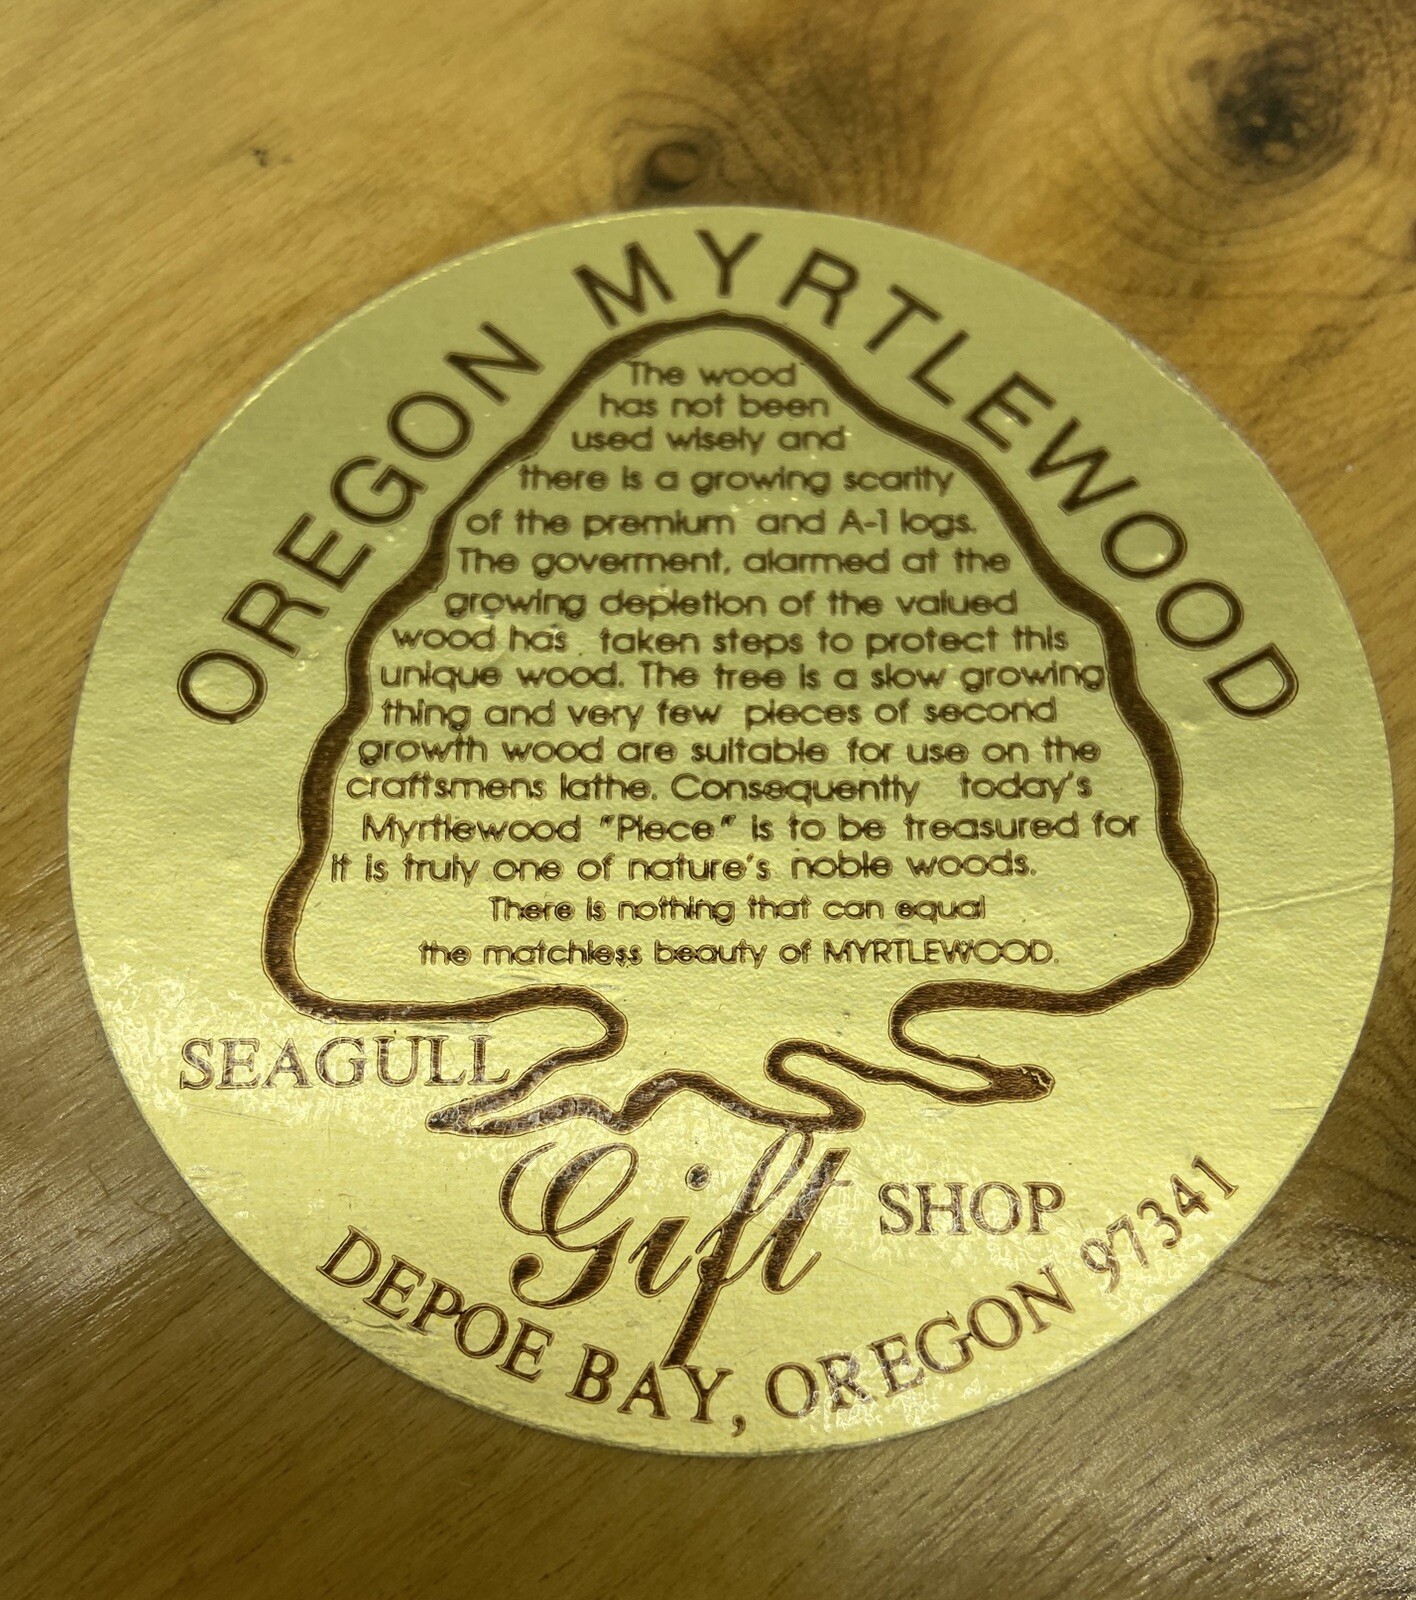 OREGON MYRTLEWOOD
The wood
has not been
used wisely and
there is a growing scarity
of the premium and A-1 logs.
The goverment, alarmed at the
growing depletion of the valued
wood has taken steps to protect this
unique wood. The tree is a slow growing
thing and very few pieces of second
growth wood are suitable for use on the
craftsmens lathe. Consequently today's
Myrtlewood "Piece" is to be treasured for
it is truly one of nature's noble woods.
There is nothing that can equal
the matchless beauty of MYRTLEWOOD.
SEAGULL
Gift SHOP
DEPOE BAY, OREGON 97341